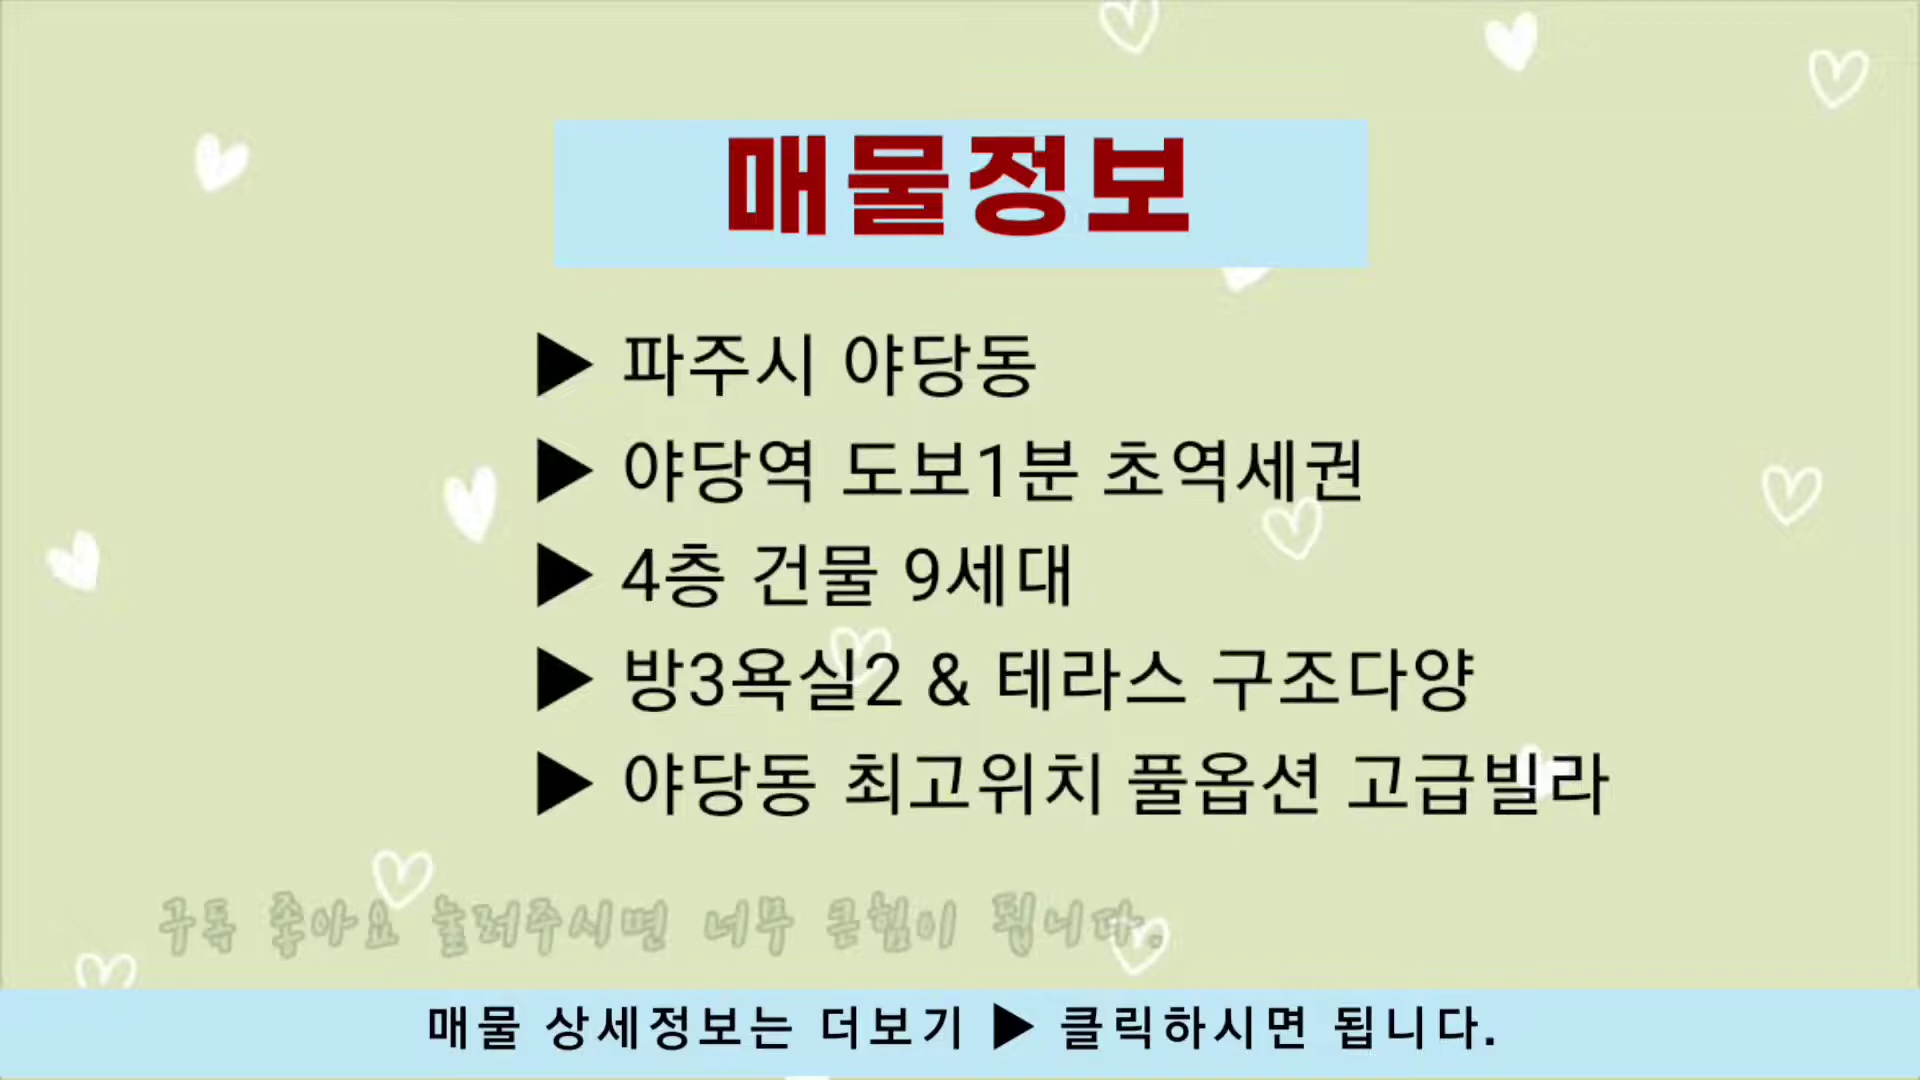 매물정보
▶ 파주시 야당동
▶ 야당역 도보1분 초역세권
▶ 4층 건물 9세대
▶ 방3욕실2 & 테라스 구조다양
▶ 야당동 최고위치 풀옵션 고급빌라
구독 좋아요 눌러주시면 너무 큰힘이 됩니다.
매물 상세정보는 더보기 ▶ 클릭하시면 됩니다.